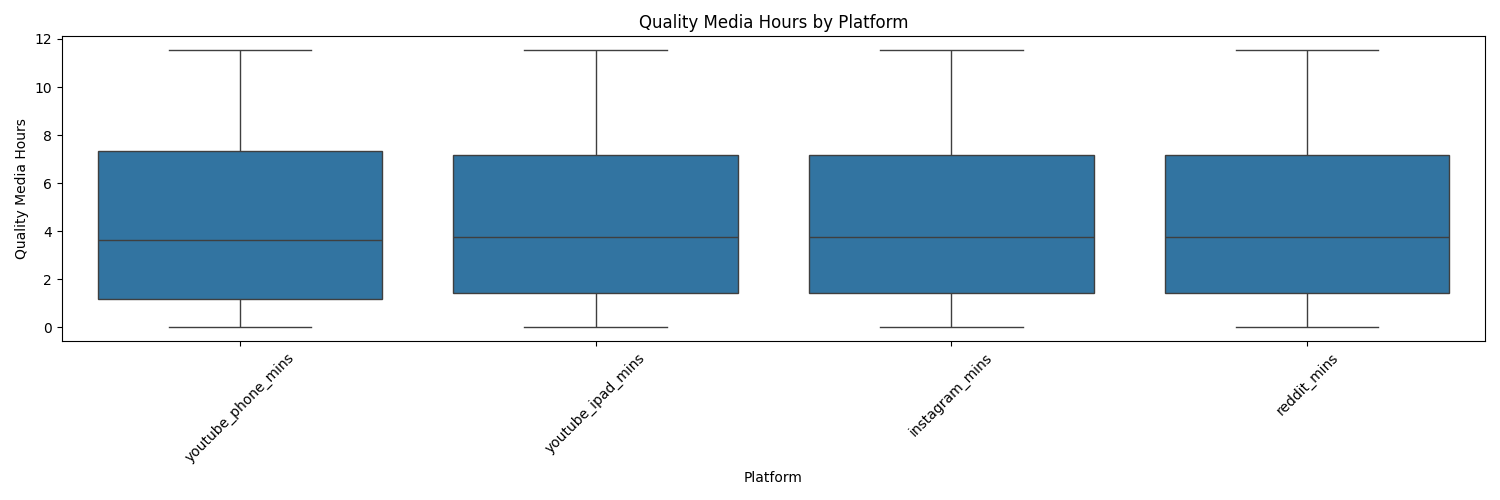 Quality Media Hours by Platform
12
10
8
6
4
2
0
Quality Media Hours
youtube_phone_mins
youtube_ipad_mins
instagram_mins
reddit_mins
Platform